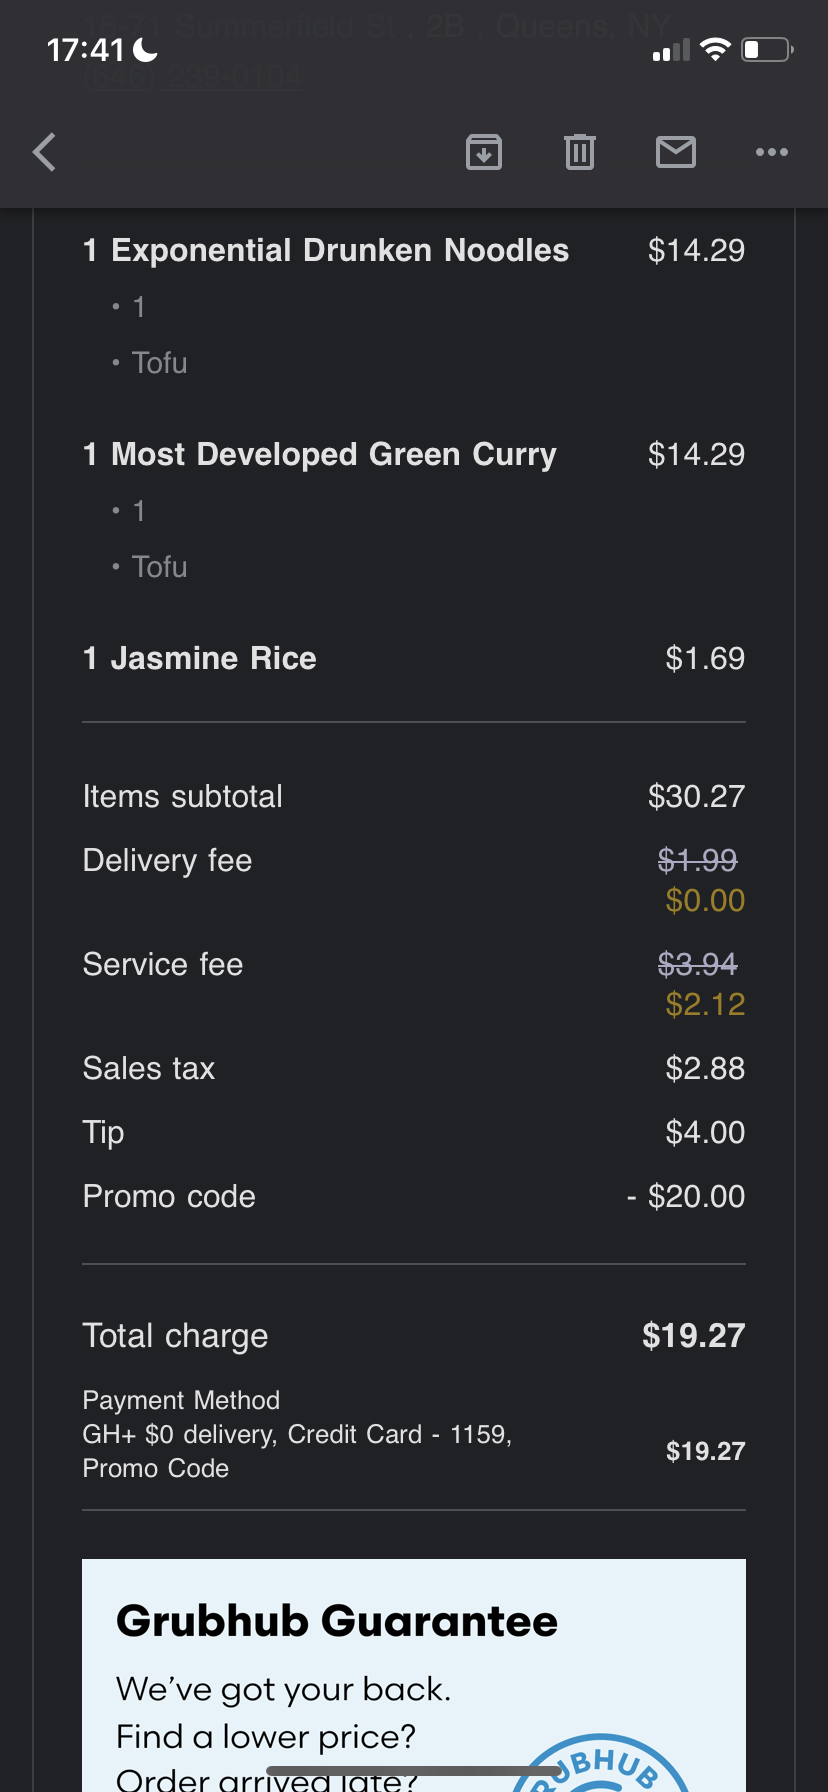 Summerfield St , 2B , Queens, NY
17:41
(646) 239-0104
1 Exponential Drunken Noodles $14.29
• 1
• Tofu
1 Most Developed Green Curry $14.29
• 1
• Tofu
1 Jasmine Rice $1.69
Items subtotal $30.27
Delivery fee $1.99
$0.00
Service fee $3.94
$2.12
Sales tax $2.88
Tip $4.00
Promo code - $20.00
Total charge $19.27
Payment Method
GH+ $0 delivery, Credit Card - 1159,
Promo Code
$19.27
Grubhub Guarantee
We've got your back.
Find a lower price?
Order arrived late?
RUBHUB